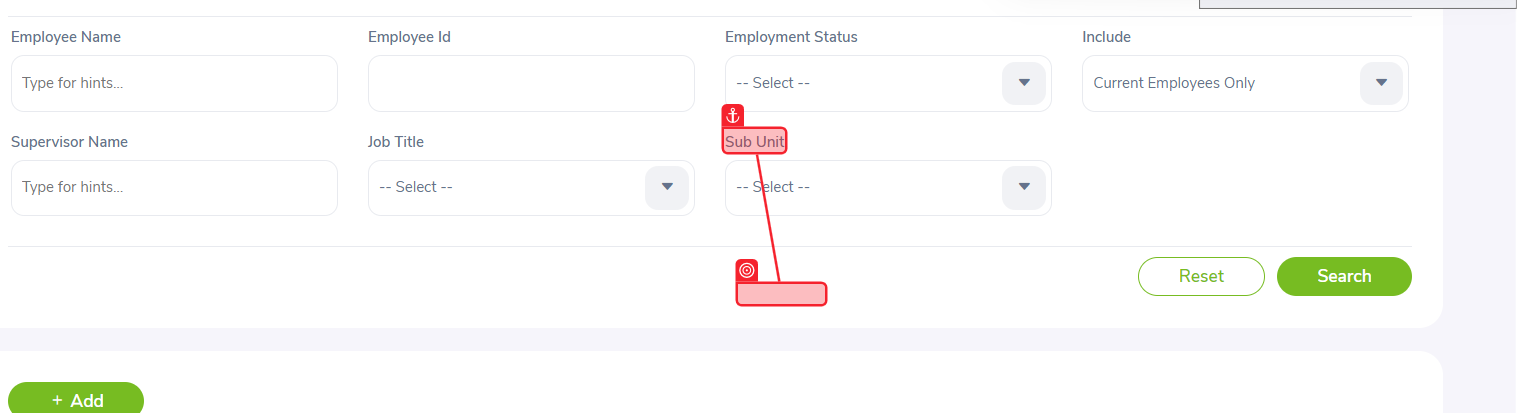 Employee Name
Employee Id
Employment Status
Include
Type for hints...
-- Select --
Current Employees Only
Supervisor Name
Job Title
Sub Unit
Type for hints...
-- Select --
-- Select --
Reset
Search
+ Add